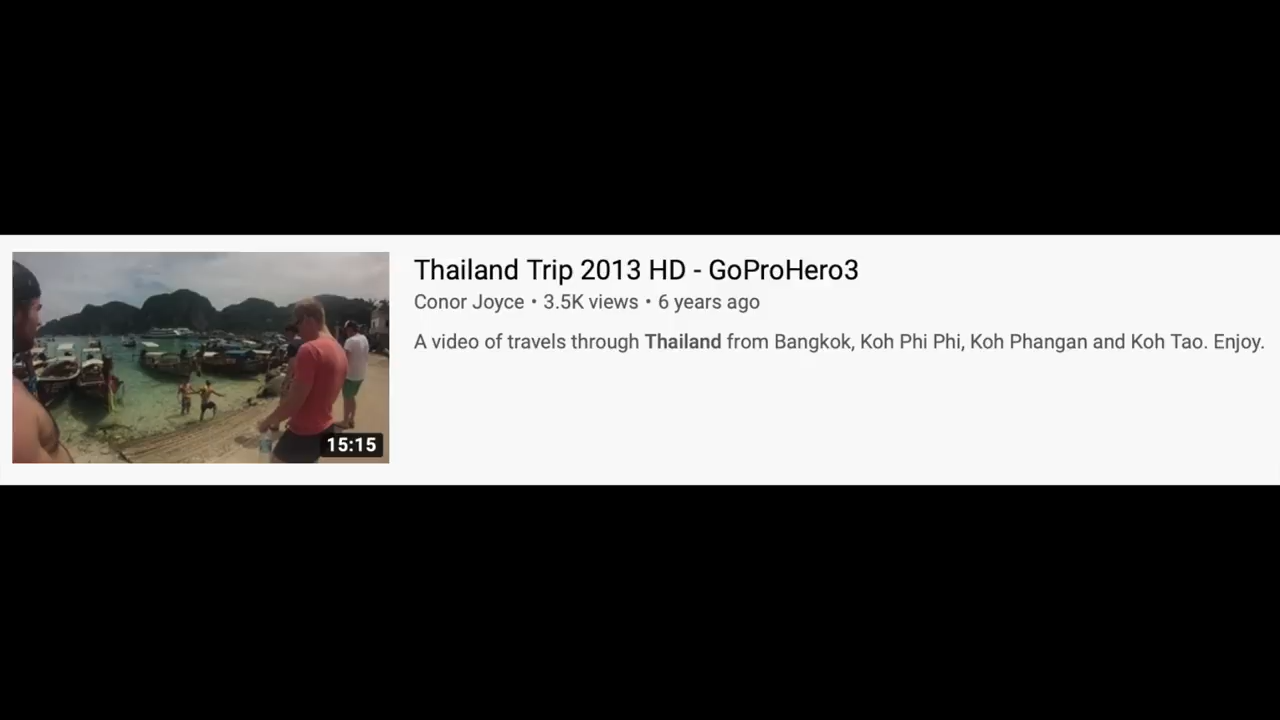 Thailand Trip 2013 HD - GoProHero3
Conor Joyce • 3.5K views • 6 years ago
A video of travels through Thailand from Bangkok, Koh Phi Phi, Koh Phangan and Koh Tao. Enjoy.
15:15